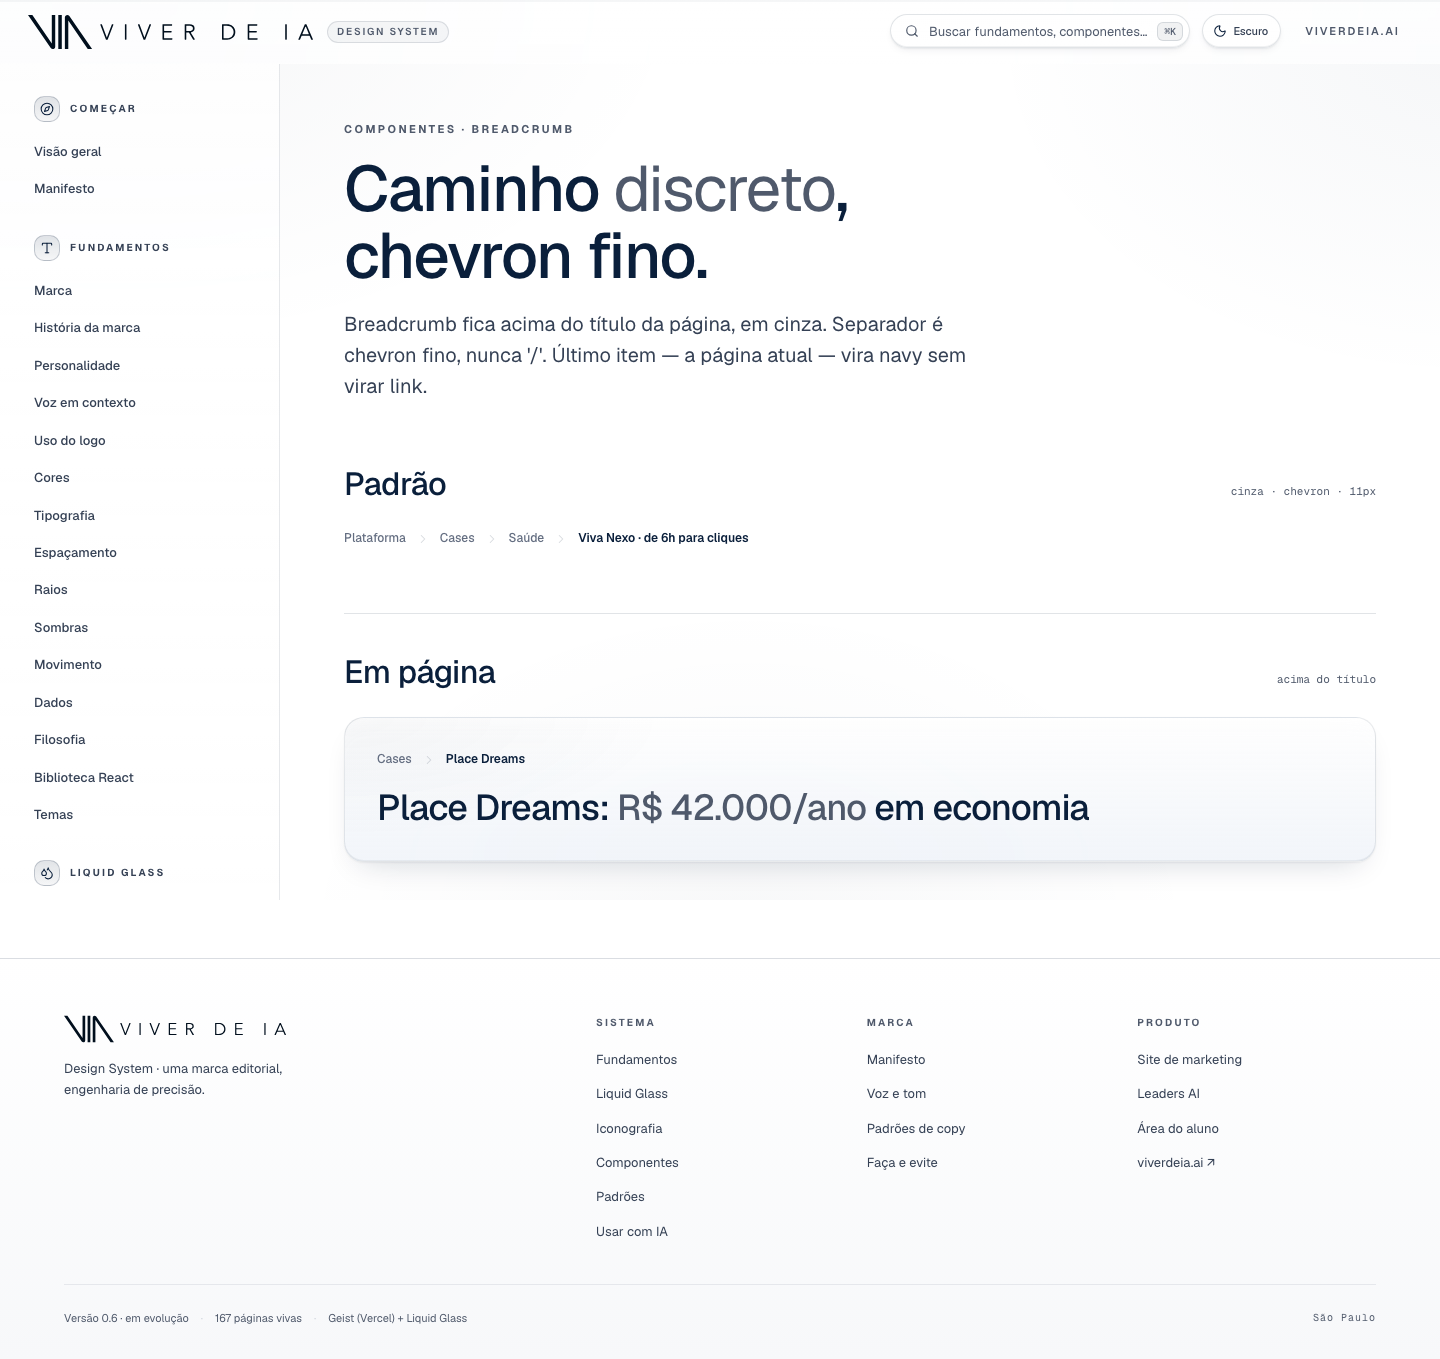 VIVER DE IA DESIGN SYSTEM
Buscar fundamentos, componentes... ⌘K
Escuro
VIVERDEIA.AI
COMEÇAR
Visão geral
Manifesto
FUNDAMENTOS
Marca
História da marca
Personalidade
Voz em contexto
Uso do logo
Cores
Tipografia
Espaçamento
Raios
Sombras
Movimento
Dados
Filosofia
Biblioteca React
Temas
LIQUID GLASS
COMPONENTES · BREADCRUMB
Caminho discreto,
chevron fino.
Breadcrumb fica acima do título da página, em cinza. Separador é
chevron fino, nunca '/'. Último item — a página atual — vira navy sem
virar link.
Padrão
cinza · chevron · 11px
Plataforma Cases Saúde Viva Nexo · de 6h para cliques
Em página
acima do título
Cases Place Dreams
Place Dreams: R$ 42.000/ano em economia
VIVER DE IA
Design System · uma marca editorial,
engenharia de precisão.
SISTEMA
Fundamentos
Liquid Glass
Iconografia
Componentes
Padrões
Usar com IA
MARCA
Manifesto
Voz e tom
Padrões de copy
Faça e evite
PRODUTO
Site de marketing
Leaders AI
Área do aluno
viverdeia.ai ↗
Versão 0.6 · em evolução · 167 páginas vivas · Geist (Vercel) + Liquid Glass
São Paulo